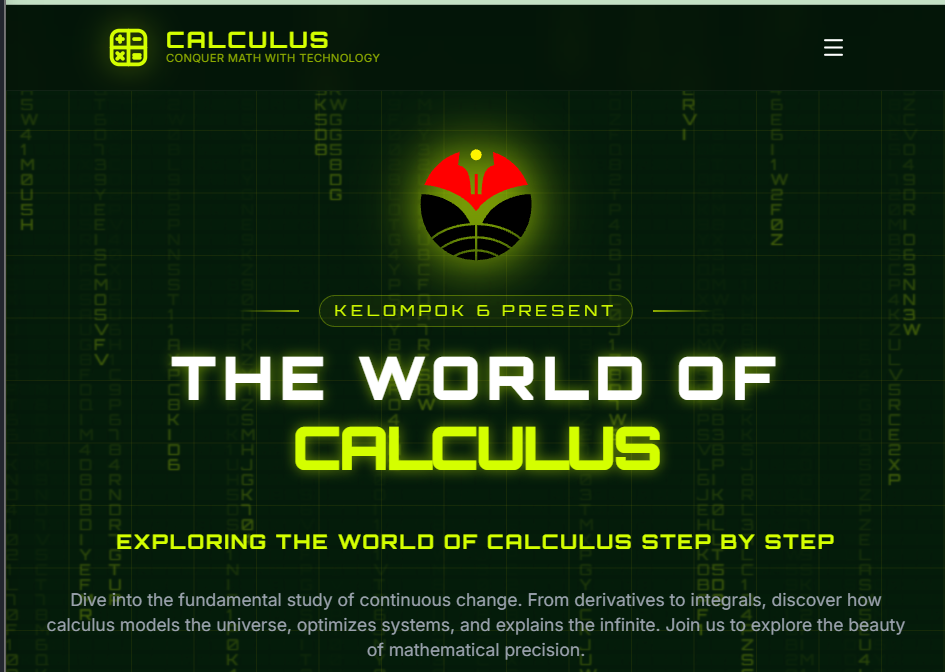 CALCULUS
CONQUER MATH WITH TECHNOLOGY
KELOMPOK 6 PRESENT
THE WORLD OF
CALCULUS
EXPLORING THE WORLD OF CALCULUS STEP BY STEP
Dive into the fundamental study of continuous change. From derivatives to integrals, discover how
calculus models the universe, optimizes systems, and explains the infinite. Join us to explore the beauty
of mathematical precision.